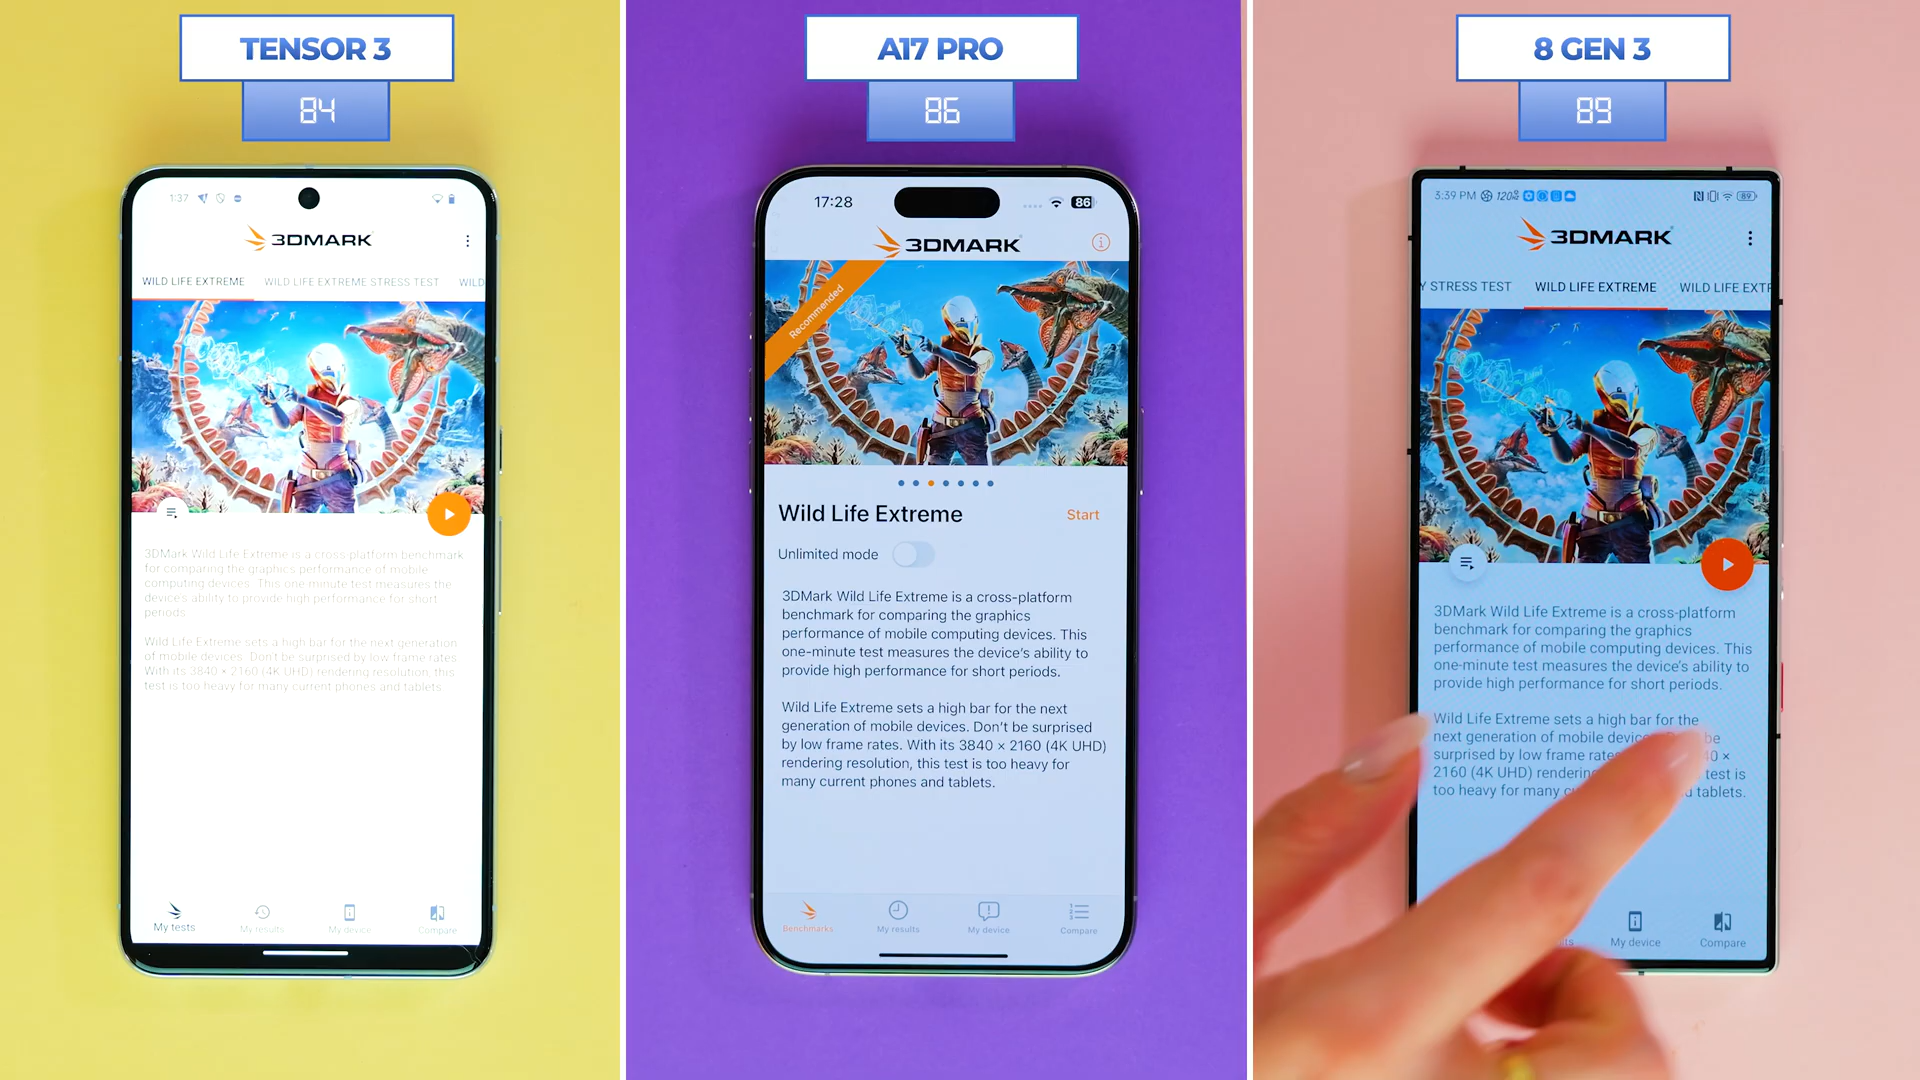 TENSOR 3
84
1:37
3DMARK
WILD LIFE EXTREME
WILD LIFE EXTREME STRESS TEST
WILD
3DMark Wild Life Extreme is a cross-platform benchmark
for comparing the graphics performance of mobile
computing devices. This one minute test measures the
device's ability to provide high performance for short
periods.
Wild Life Extreme sets a high bar for the next generation
of mobile devices. Don't be surprised by low frame rates.
With its 3840 × 2160 (4K UHD) rendering resolution, this
test is too heavy for many current phones and tablets.
My tests
My results
My device
Compare
A17 PRO
86
17:28
86
3DMARK
Recommended
Wild Life Extreme
Start
Unlimited mode
3DMark Wild Life Extreme is a cross-platform
benchmark for comparing the graphics
performance of mobile computing devices. This
one-minute test measures the device's ability to
provide high performance for short periods.
Wild Life Extreme sets a high bar for the next
generation of mobile devices. Don't be surprised
by low frame rates. With its 3840 × 2160 (4K UHD)
rendering resolution, this test is too heavy for
many current phones and tablets.
Benchmarks
My results
My device
Compare
8 GEN 3
89
3:39 PM
120
89
3DMARK
Y STRESS TEST
WILD LIFE EXTREME
WILD LIFE EXTR
3DMark Wild Life Extreme is a cross-platform
benchmark for comparing the graphics
performance of mobile computing devices. This
one-minute test measures the device's ability to
provide high performance for short periods.
Wild Life Extreme sets a high bar for the
next generation of mobile be
surprised by low frame ×
2160 (4K UHD) test is
too heavy for many tablets.
My device
Compare